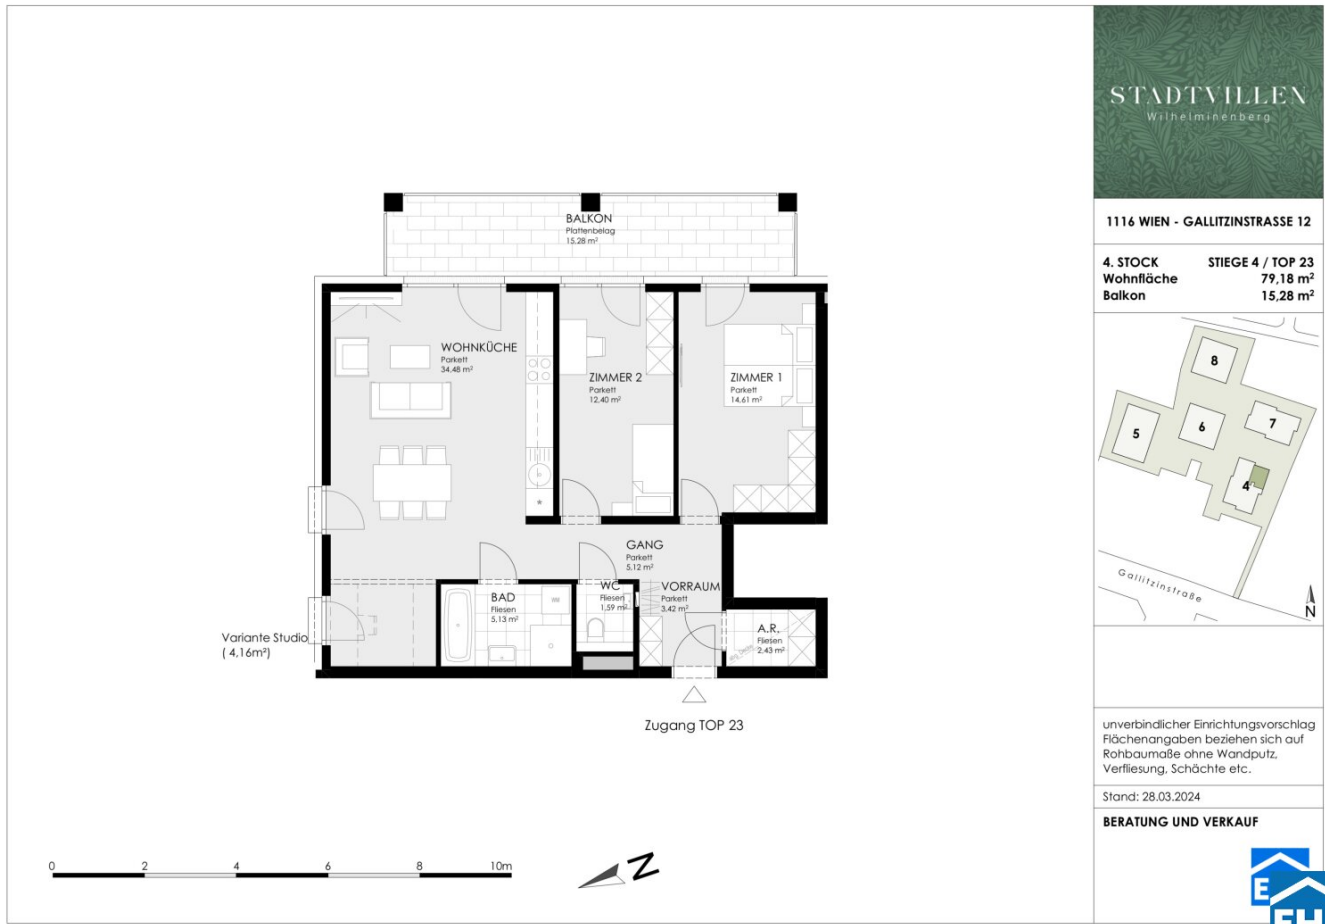 BALKON
Plattenbelag
15.28 m²
WOHNKÜCHE
Parkett
34,48 m²
ZIMMER 2
Parkett
12.40 m²
ZIMMER 1
Parkett
14.61 m²
GANG
Parkett
5,12 m²
BAD
Fliesen
5,13 m²
WM
WC
Fliesen
1,59 m²
VORRAUM
Parkett
3,42 m²
A.R.
Fliesen
2,43 m²
Variante Studio
( 4,16m²)
Zugang TOP 23
0 2 4 6 8 10m
N
STADTVILLEN
Wilhelminenberg
1116 WIEN - GALLITZINSTRASSE 12
4. STOCK STIEGE 4 / TOP 23
Wohnfläche 79,18 m²
Balkon 15,28 m²
8
7
6
5
4
Gallitzinstraße
N
unverbindlicher Einrichtungsvorschlag
Flächenangaben beziehen sich auf
Rohbaumaße ohne Wandputz,
Verfliesung, Schächte etc.
Stand: 28.03.2024
BERATUNG UND VERKAUF
E
EH